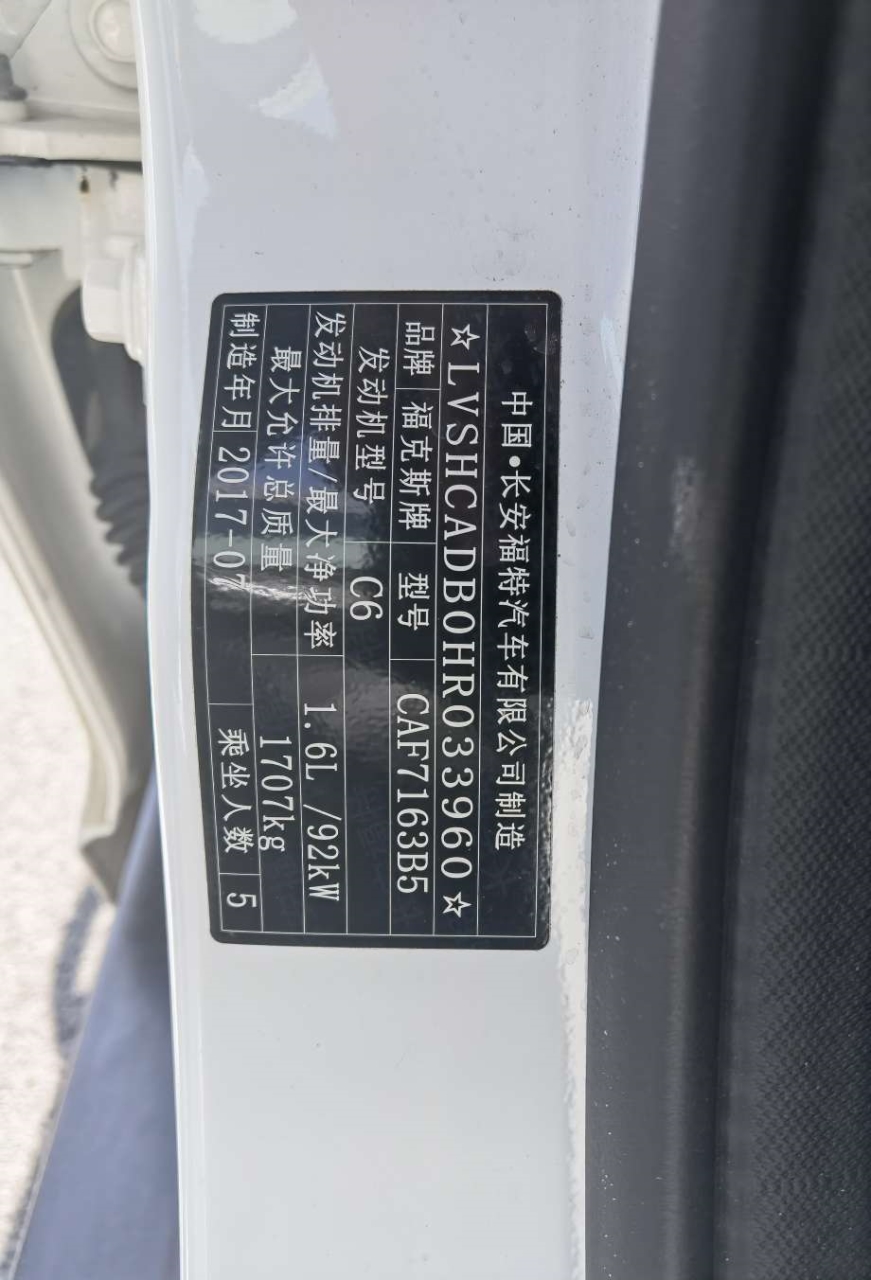 中国•长安福特汽车有限公司制造
☆LVSHCADB0HR033960☆
品牌 福克斯牌 型号 CAF7163B5
发动机型号 C6
发动机排量/最大净功率 1.6L /92kW
最大允许总质量 1707kg
制造年月 2017-07 乘坐人数 5